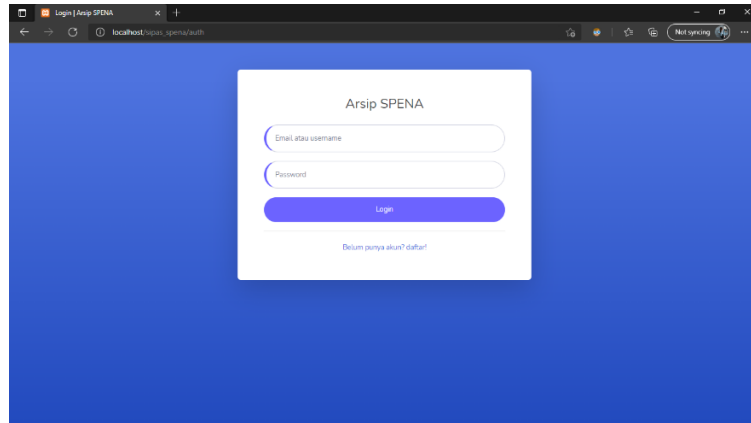 Login | Arsip SPENA
localhost/sipas_spena/auth
Not syncing
Arsip SPENA
Email atau username
Password
Login
Belum punya akun? daftar!